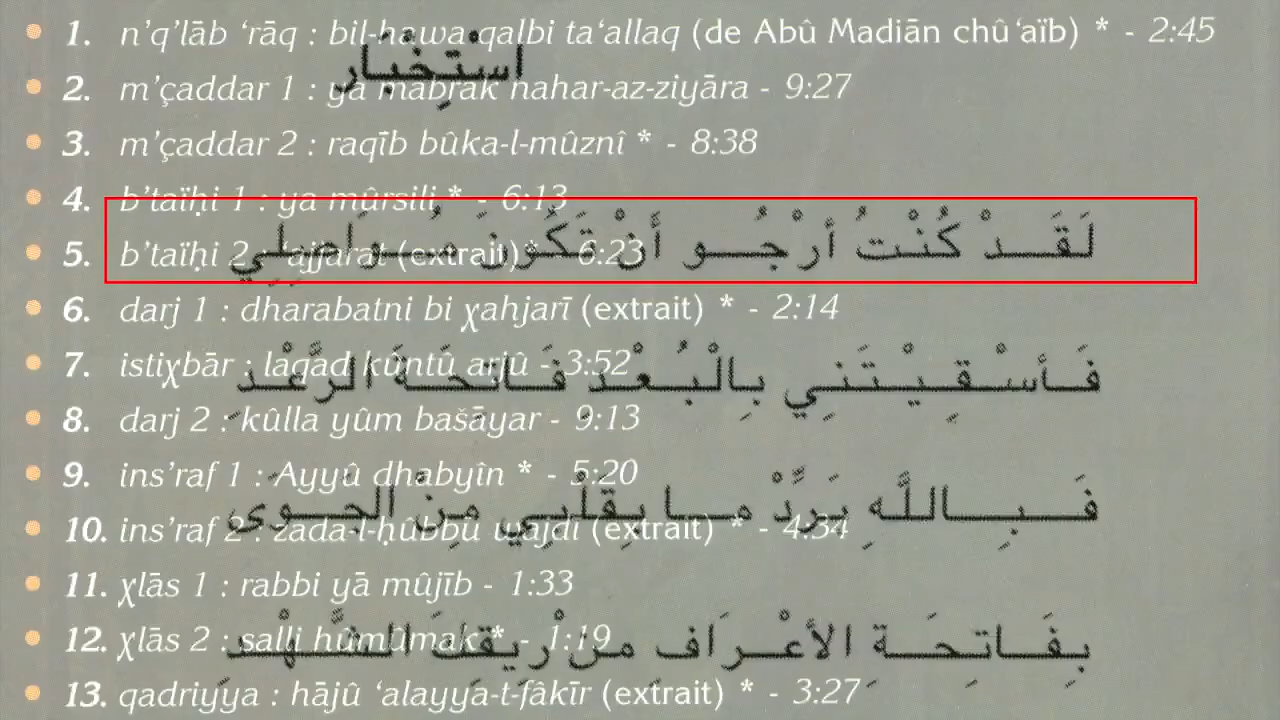 1. n’q’lāb ‘rāq : bil-hawa qalbi ta‘allaq (de Abû Madiān chû‘aïb) * - 2:45
استِخْبَار
2. m’çaddar 1 : ya mabrak nahar-az-ziyāra - 9:27
3. m’çaddar 2 : raqīb bûka-l-mûznî * - 8:38
4. b’taïḥi 1 : ya mûrsili * - 6:13
لَقَدْ كُنْتُ أَرْجُو أَنْ تَكُونَ مُوَاصِلِي
5. b’taïḥi 2 : ‘ajjarat (extrait) * - 6:23
6. darj 1 : dharabatni bi χahjarī (extrait) * - 2:14
7. istiχbār : laqad kûntû arjû - 3:52
فَأَسْقِيْتَنِي بِالْبُعْدِ فَاتِحَةَ الرَّعْدِ
8. darj 2 : kûlla yûm bašāyar - 9:13
9. ins’raf 1 : Ayyû dhabyîn * - 5:20
فَبِاللَّهِ بَرِّدْ مَا بِقَلْبِي مِنَ الجَوَى
10. ins’raf 2 : zada-l-ḥûbbû wajdi (extrait) * - 4:34
11. χlās 1 : rabbi yā mûjīb - 1:33
12. χlās 2 : salli hûmûmak * - 1:19
بِفَاتِحَةِ الأَعْرَافِ مِنْ رِيقِكَ الشَّهْدِ
13. qadriyya : hājû ‘alayya-t-fâkīr (extrait) * - 3:27